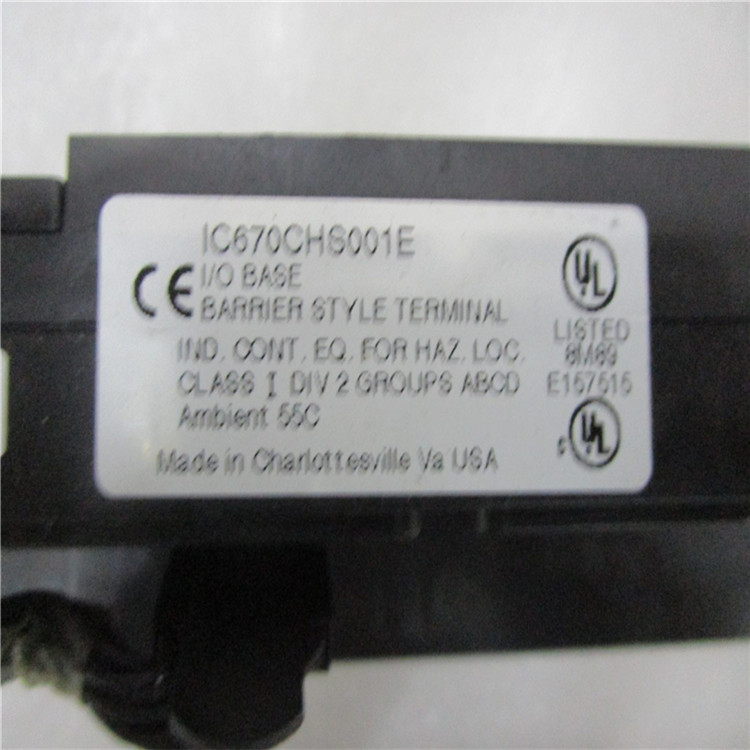 IC670CHS001E
CE
I/O BASE
BARRIER STYLE TERMINAL
IND. CONT. EQ. FOR HAZ. LOC.
CLASS I DIV 2 GROUPS ABCD
Ambient 55C
Made in Charlottesville Va USA
UL
LISTED
8M89
E157515
c UL